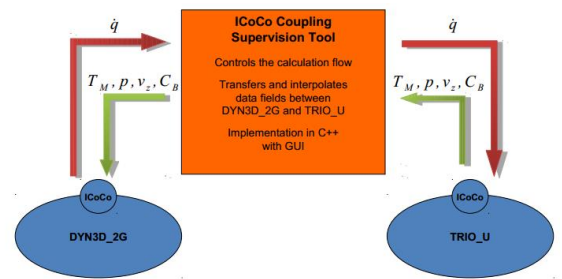 q̇
ICoCo Coupling
Supervision Tool
q̇
Controls the calculation flow
T_M, p, v_z, C_B
Transfers and interpolates
data fields between
DYN3D_2G and TRIO_U
T_M, p, v_z, C_B
Implementation in C++
with GUI
ICoCo
DYN3D_2G
ICoCo
TRIO_U